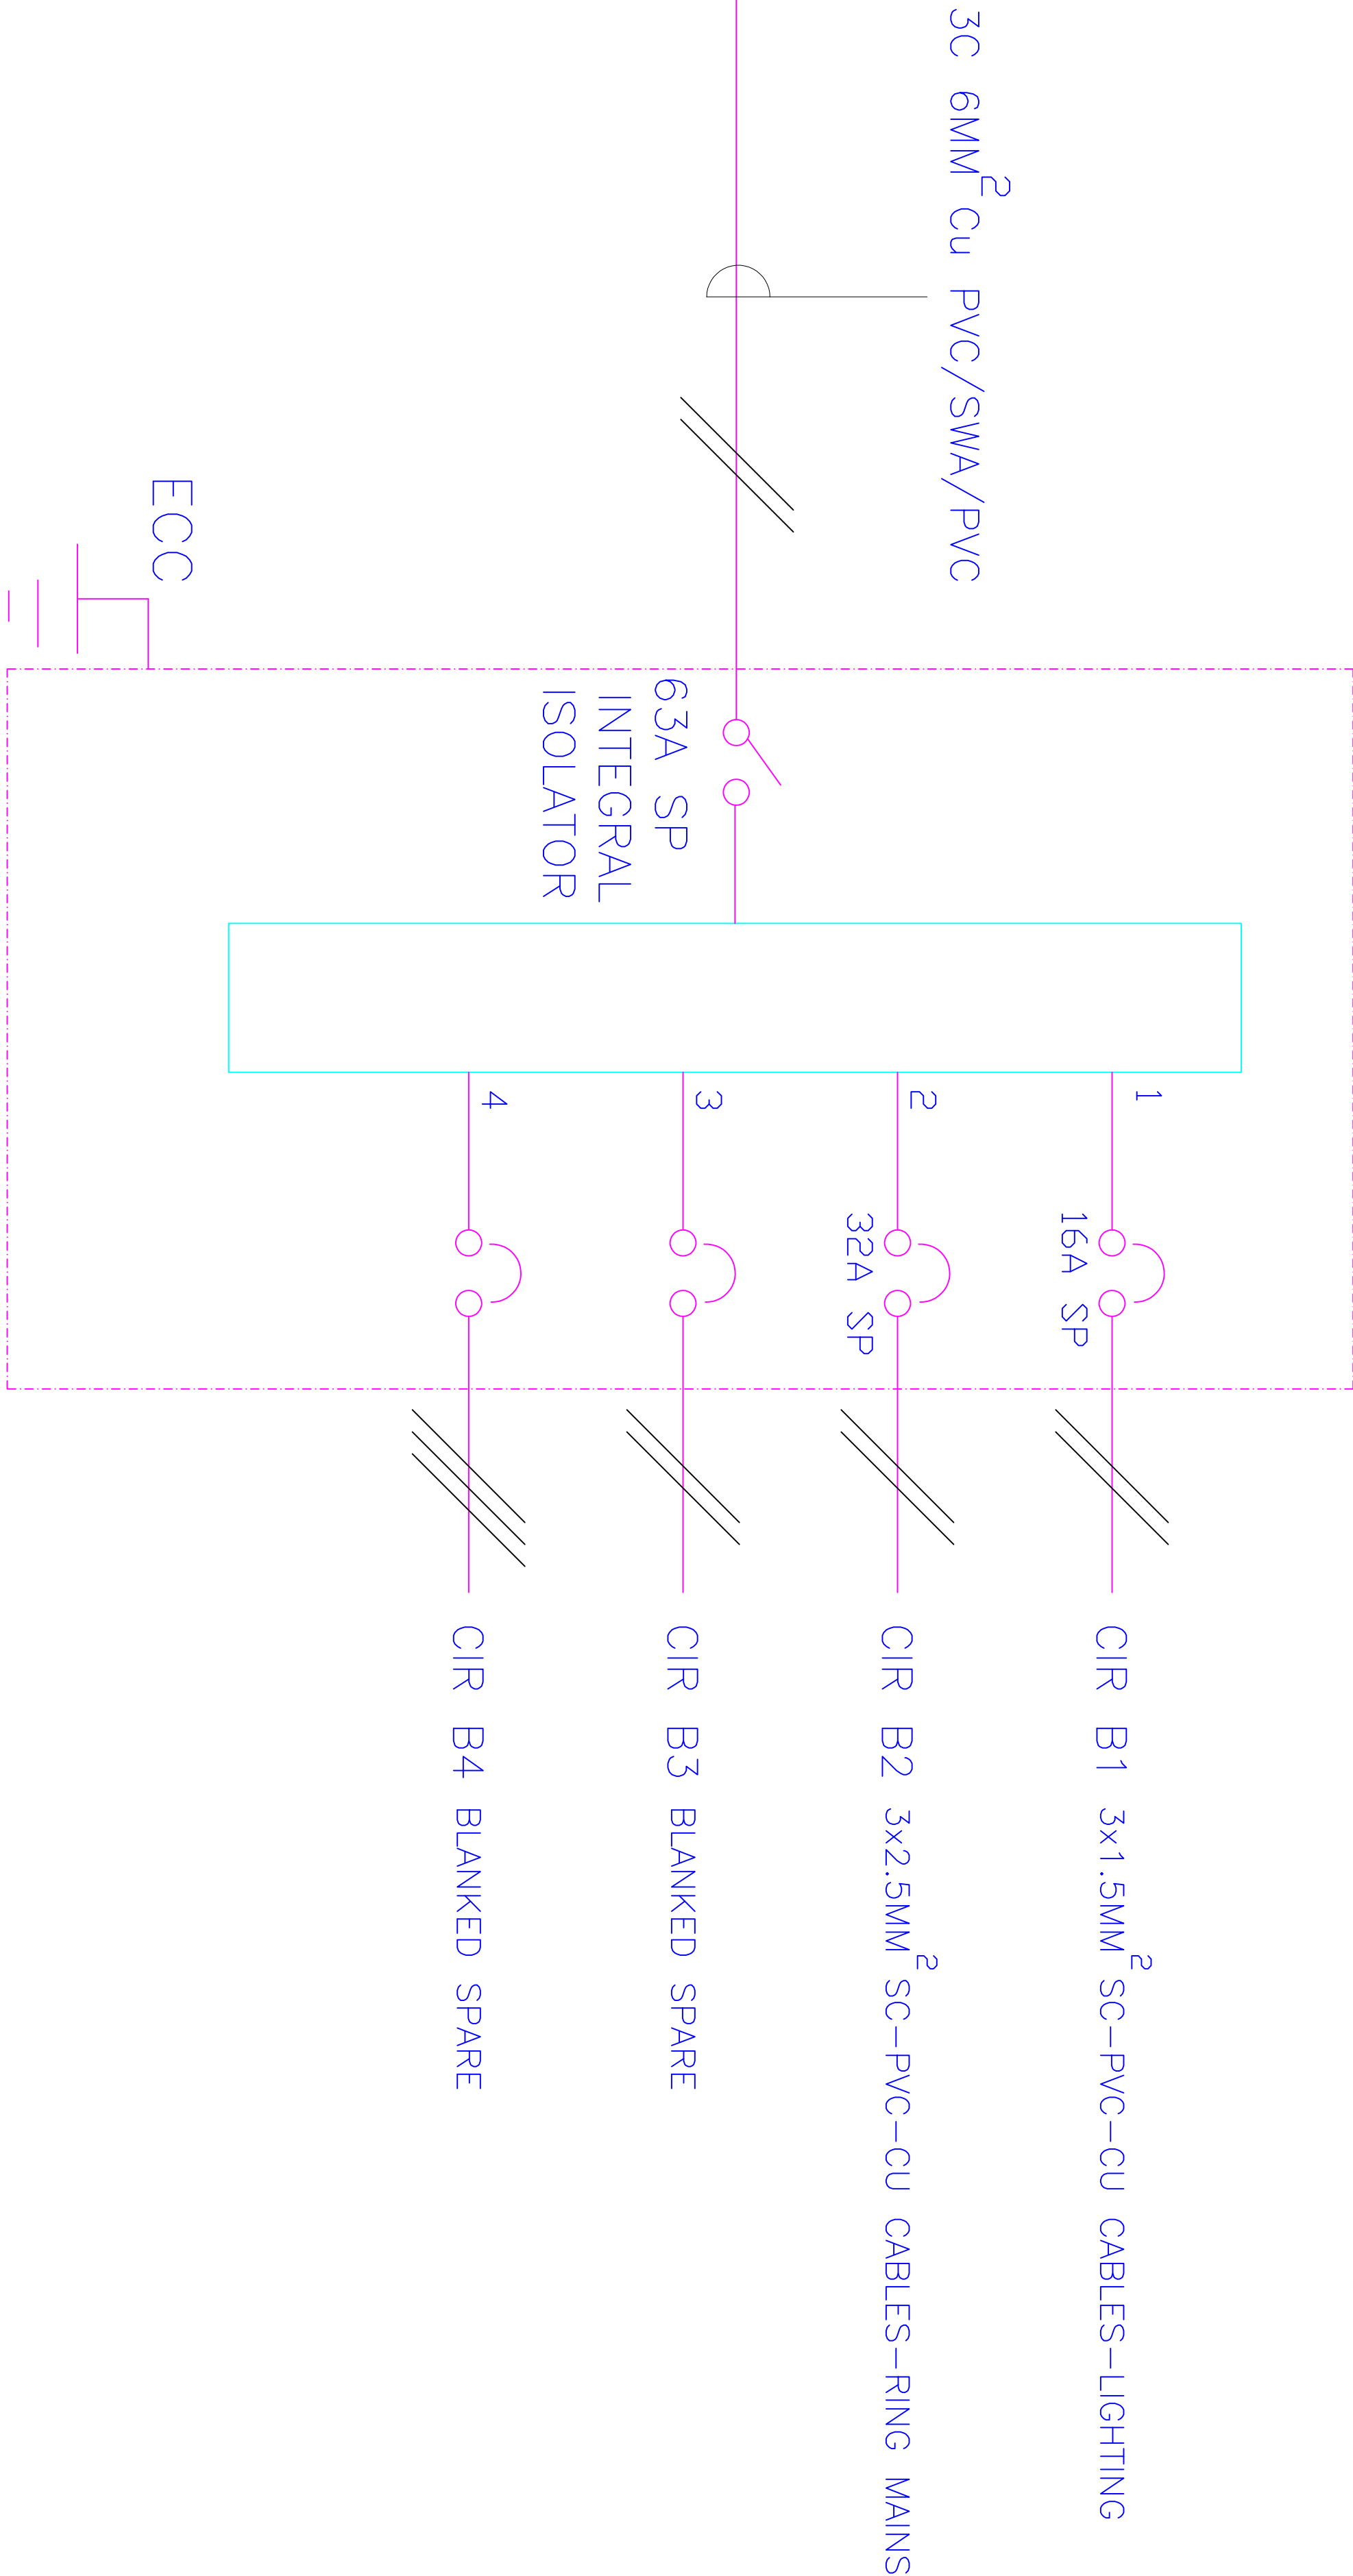 3C 6MM² Cu PVC/SWA/PVC
ECC
63A SP
INTEGRAL
ISOLATOR
1
16A SP
CIR B1 3x1.5MM² SC-PVC-CU CABLES-LIGHTING
2
32A SP
CIR B2 3x2.5MM² SC-PVC-CU CABLES-RING MAINS
3
CIR B3 BLANKED SPARE
4
CIR B4 BLANKED SPARE